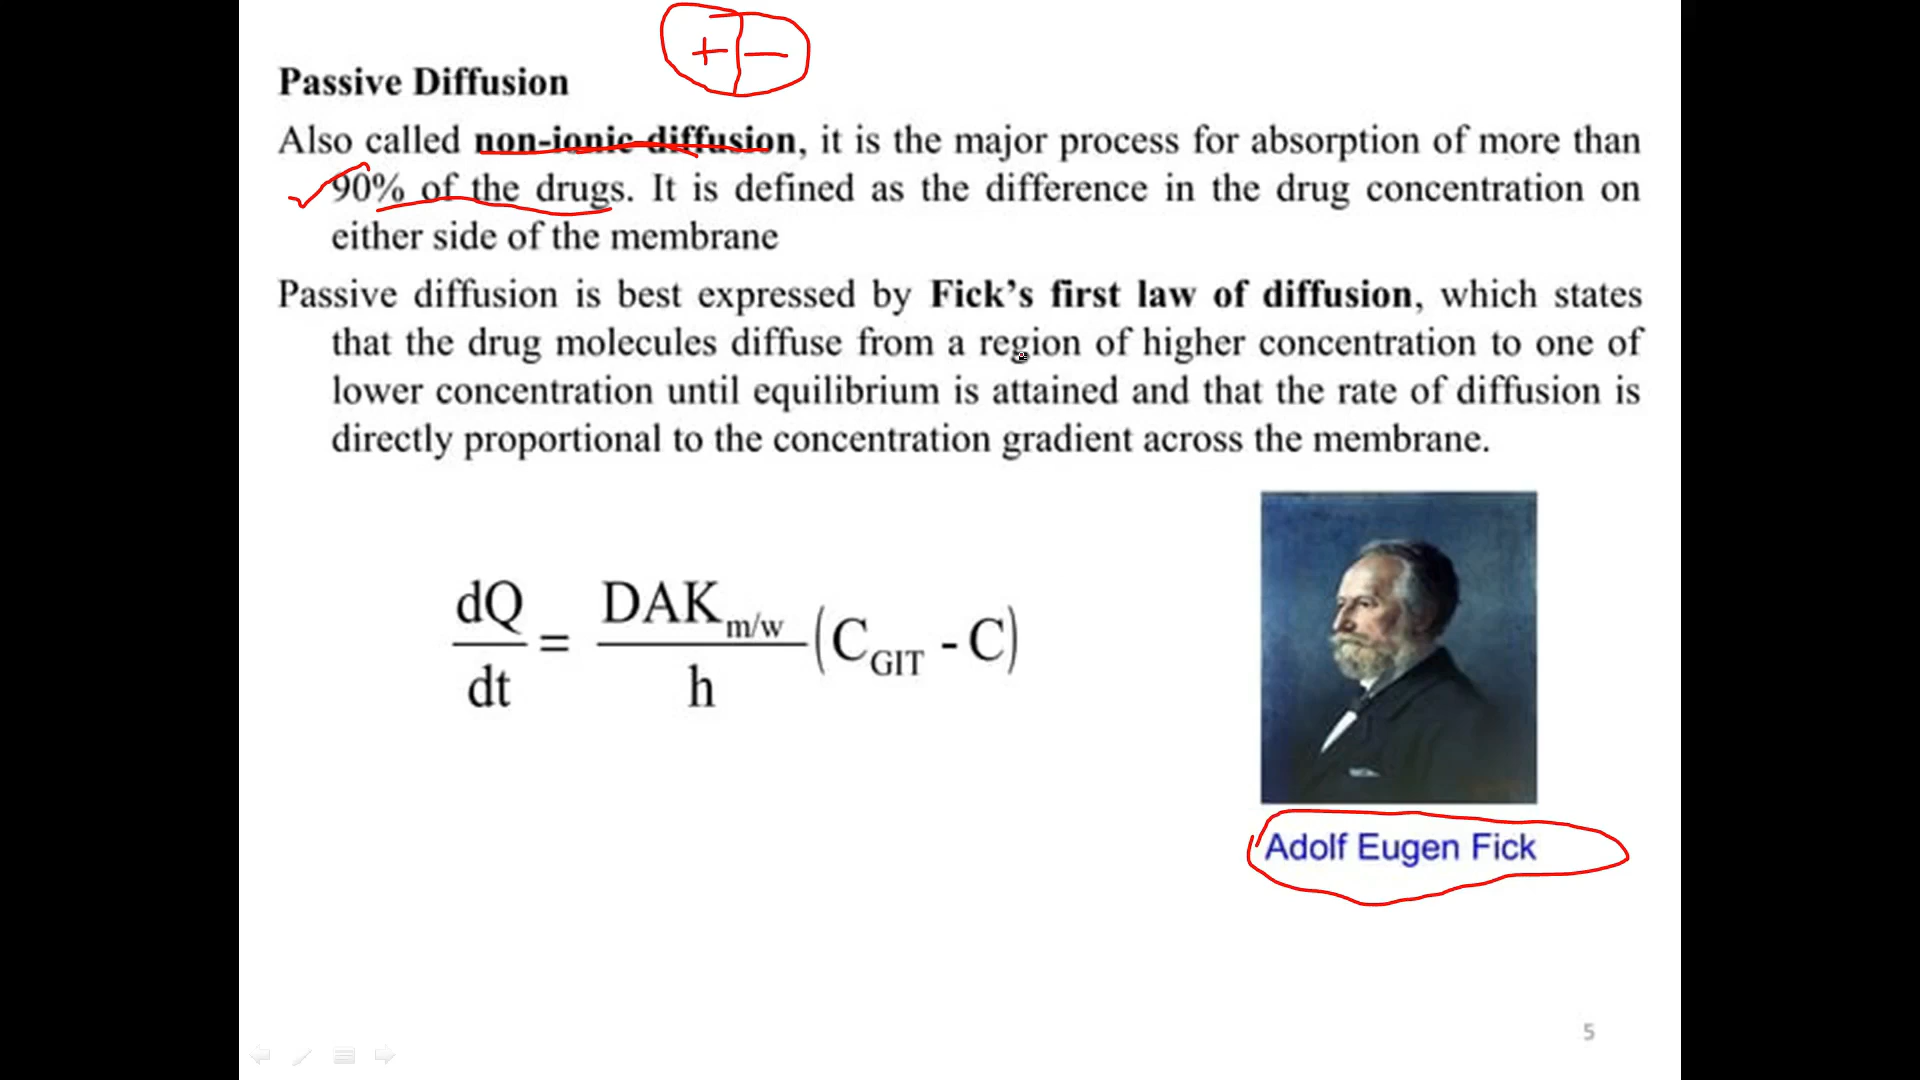 + −
Passive Diffusion
Also called non-ionic diffusion, it is the major process for absorption of more than
90% of the drugs. It is defined as the difference in the drug concentration on
either side of the membrane
Passive diffusion is best expressed by Fick’s first law of diffusion, which states
that the drug molecules diffuse from a region of higher concentration to one of
lower concentration until equilibrium is attained and that the rate of diffusion is
directly proportional to the concentration gradient across the membrane.
dQ/dt = DAK_m/w / h (C_GIT - C)
Adolf Eugen Fick
5